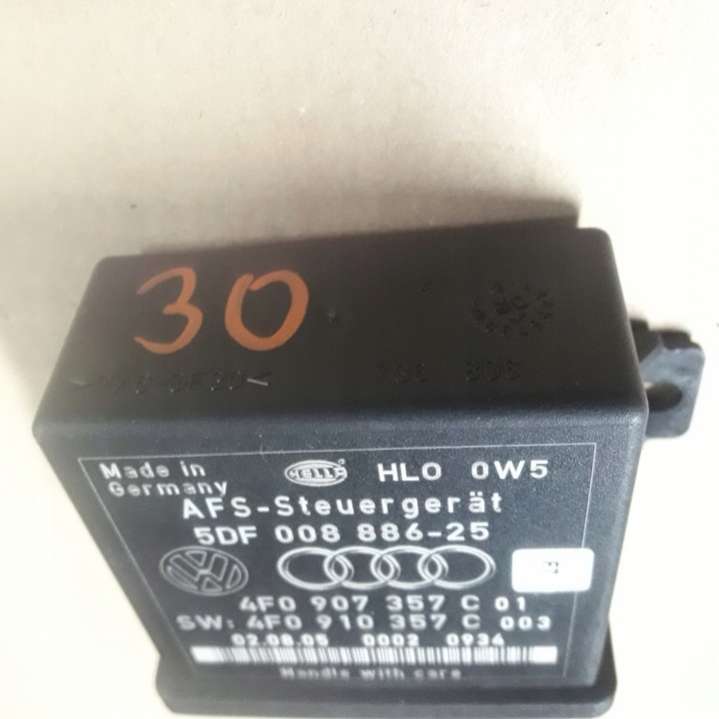 30
Made in
Germany
HELLA
HLO 0W5
AFS-Steuergerät
5DF 008 886-25
4F0 907 357 C 01
SW: 4F0 910 357 C 003
02.08.05 0002 0934
Handle with care